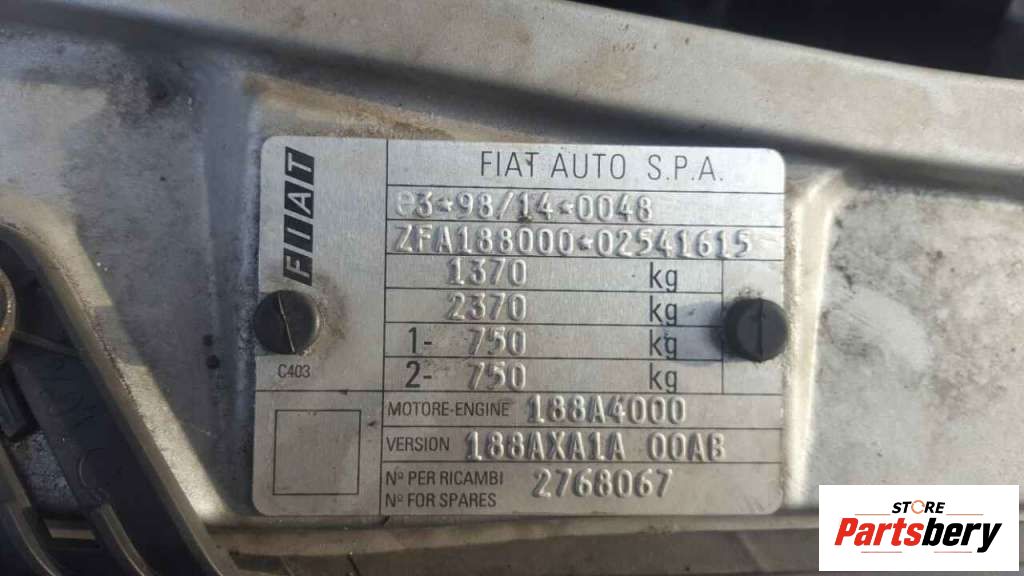 FIAT
FIAT AUTO S.P.A.
e3*98/14*0048
ZFA188000*02541615
1370 kg
2370 kg
1- 750 kg
2- 750 kg
C403
MOTORE-ENGINE 188A4000
VERSION 188AXA1A 00AB
Nº PER RICAMBI
Nº FOR SPARES
2768067
STORE
Partsbery